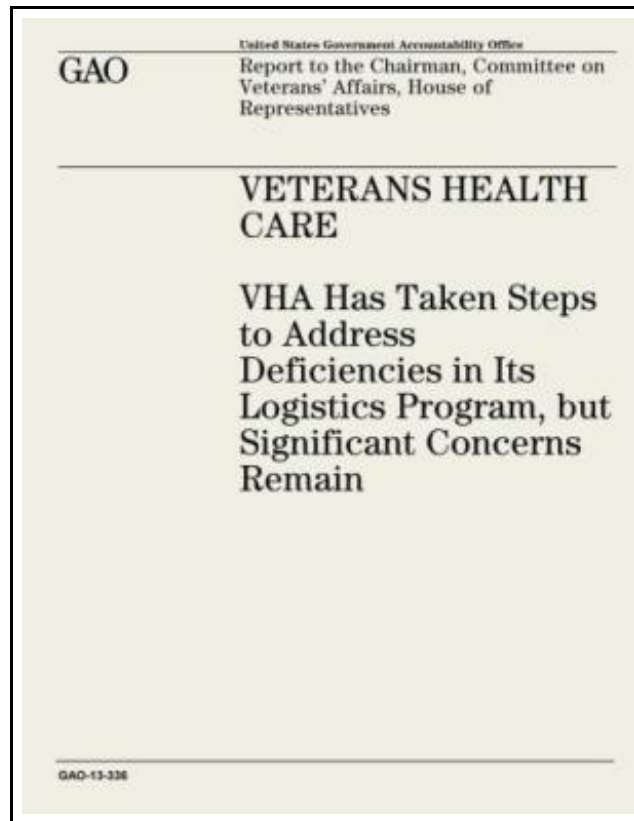 United States Government Accountability Office
GAO
Report to the Chairman, Committee on
Veterans' Affairs, House of
Representatives
VETERANS HEALTH
CARE
VHA Has Taken Steps
to Address
Deficiencies in Its
Logistics Program, but
Significant Concerns
Remain
GAO-13-336